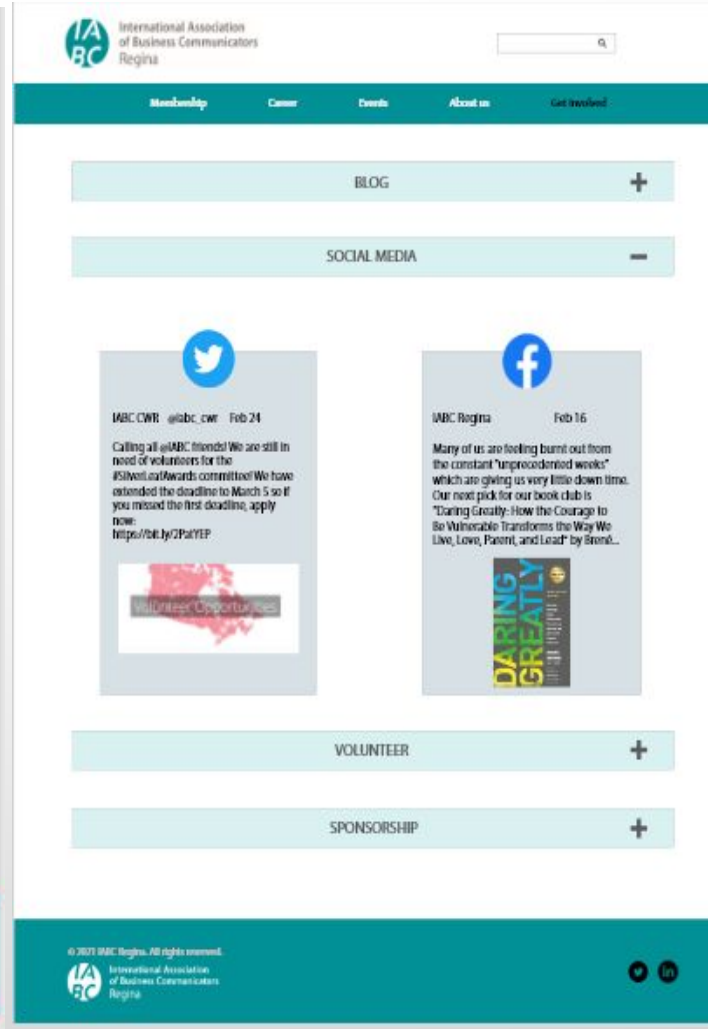 IABC
International Association
of Business Communicators
Regina
Membership Career Events About us Get Involved
BLOG
SOCIAL MEDIA
IABC CWR @iabc_cwr Feb 24
Calling all @IABC friends! We are still in
need of volunteers for the
#SilverLeafAwards committee! We have
extended the deadline to March 5 so if
you missed the first deadline, apply
now:
https://bit.ly/2PatYEP
Volunteer Opportunities
IABC Regina Feb 16
Many of us are feeling burnt out from
the constant "unprecedented weeks"
which are giving us very little down time.
Our next pick for our book club is
"Daring Greatly: How the Courage to
Be Vulnerable Transforms the Way We
Live, Love, Parent, and Lead" by Brené...
DARING
GREATLY
VOLUNTEER
SPONSORSHIP
© 2021 IABC Regina. All rights reserved.
IABC
International Association
of Business Communicators
Regina
in